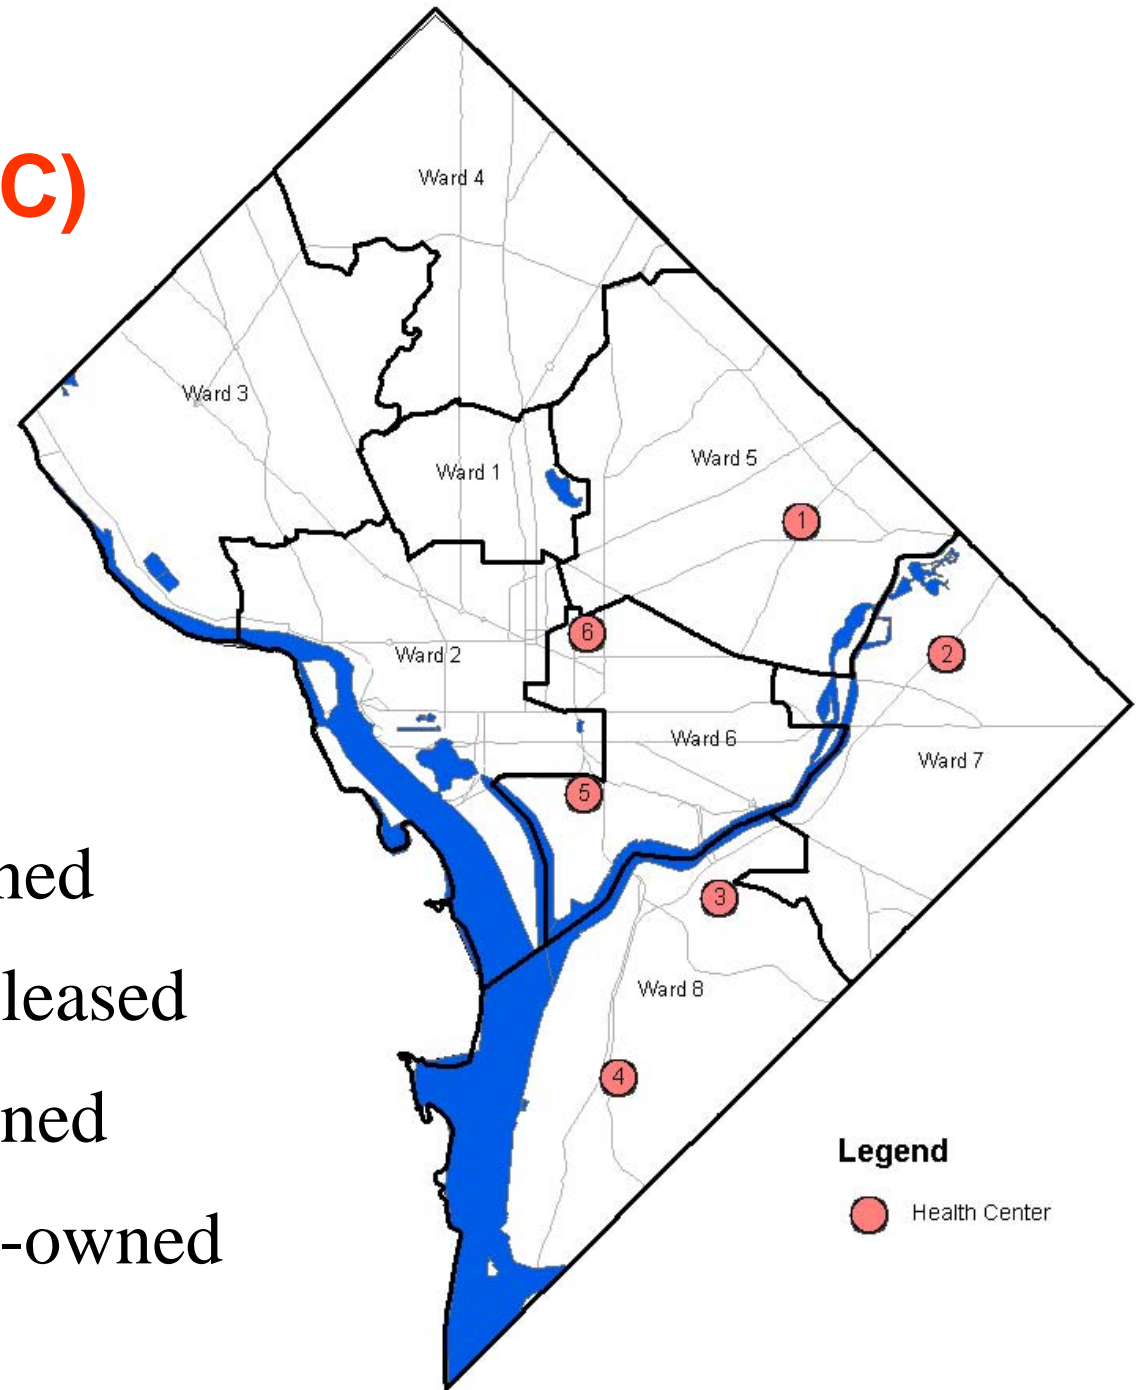 C)
Ward 4
Ward 3
Ward 1
Ward 5
1
6
2
Ward 2
Ward 6
Ward 7
5
ned
3
leased
Ward 8
4
ned
Legend
Health Center
-owned